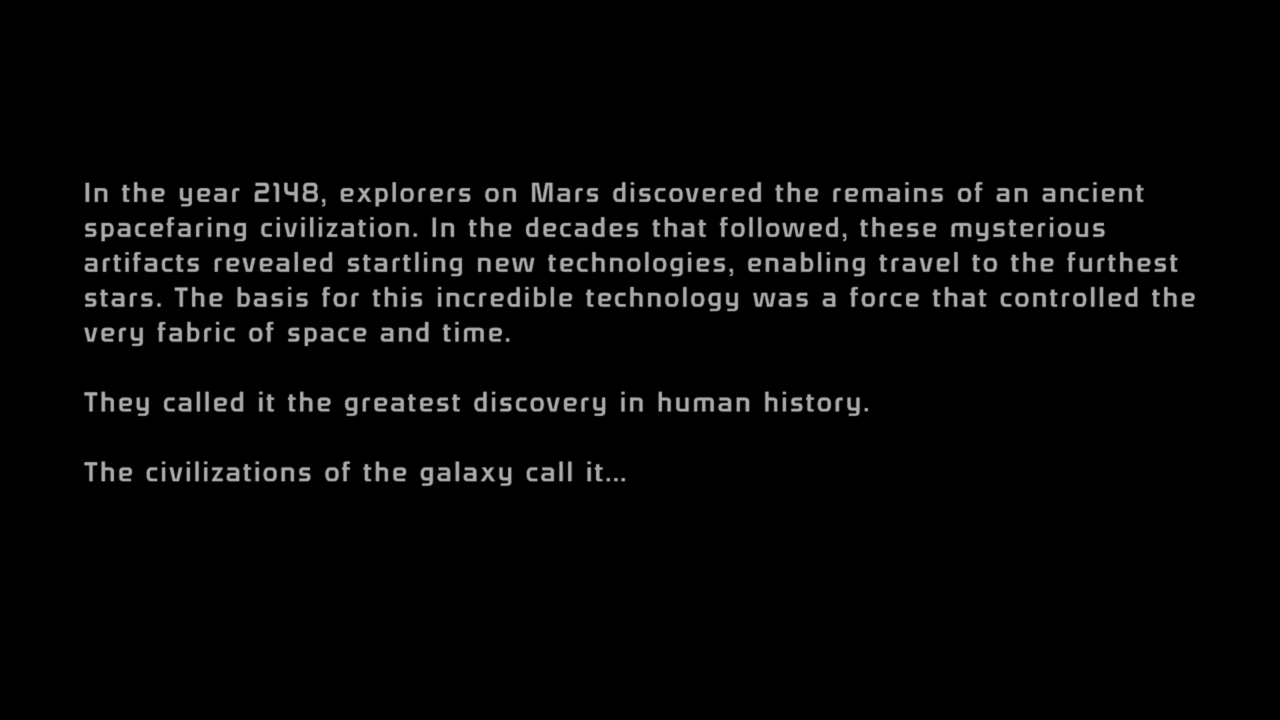 In the year 2148, explorers on Mars discovered the remains of an ancient
spacefaring civilization. In the decades that followed, these mysterious
artifacts revealed startling new technologies, enabling travel to the furthest
stars. The basis for this incredible technology was a force that controlled the
very fabric of space and time.
They called it the greatest discovery in human history.
The civilizations of the galaxy call it...